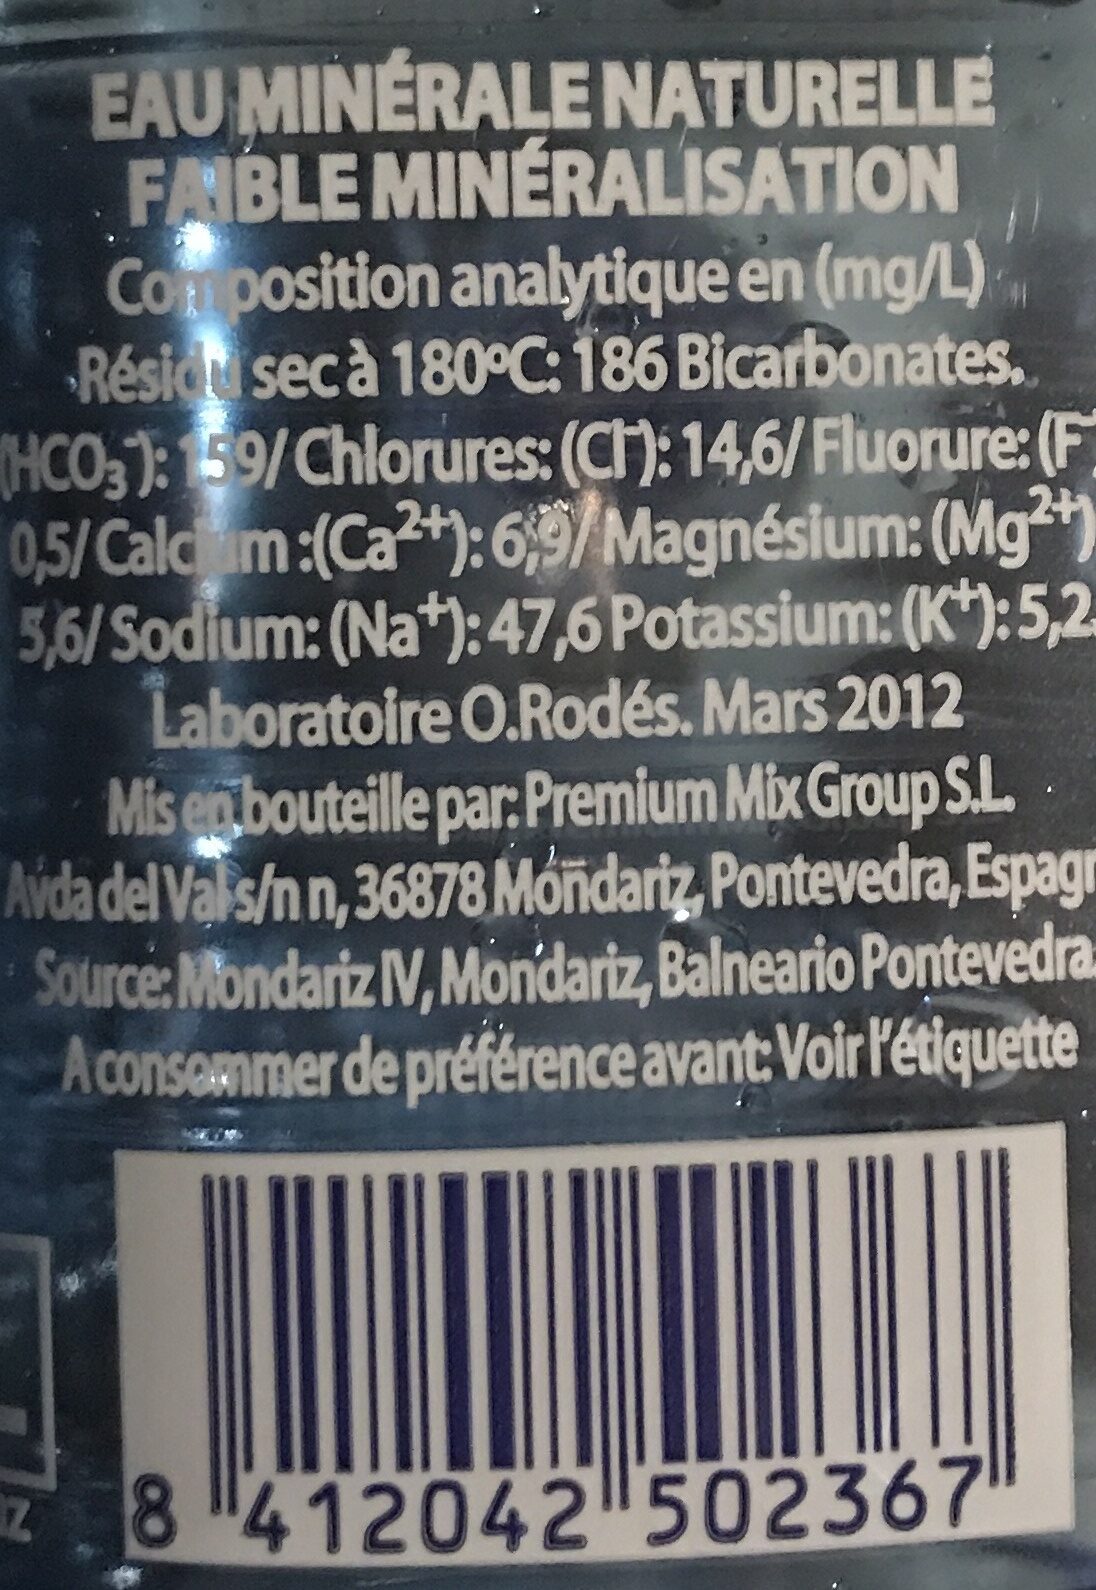 EAU MINÉRALE NATURELLE
FAIBLE MINÉRALISATION
Composition analytique en (mg/L)
Résidu sec à 180ºC: 186 Bicarbonates.
(HCO₃⁻): 159/ Chlorures: (Cl⁻): 14,6/ Fluorure: (F⁻
0,5/ Calcium :(Ca²⁺): 6,9/ Magnésium: (Mg²⁺)
5,6/ Sodium: (Na⁺): 47,6 Potassium: (K⁺): 5,2.
Laboratoire O.Rodés. Mars 2012
Mis en bouteille par: Premium Mix Group S.L.
Avda del Val s/n n, 36878 Mondariz, Pontevedra, Espagn
Source: Mondariz IV, Mondariz, Balneario Pontevedra.
A consommer de préférence avant: Voir l'étiquette
8 412042 502367